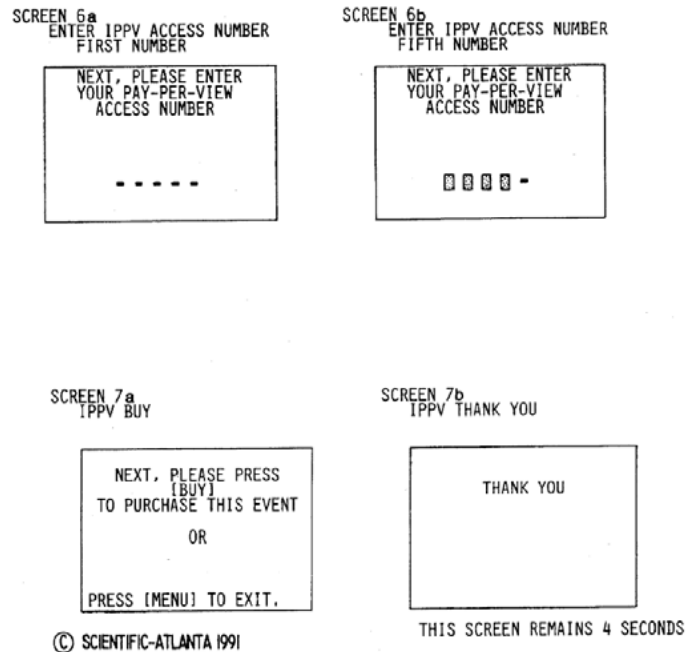 SCREEN 6a
ENTER IPPV ACCESS NUMBER
FIRST NUMBER
NEXT, PLEASE ENTER
YOUR PAY-PER-VIEW
ACCESS NUMBER
- - - - -
SCREEN 6b
ENTER IPPV ACCESS NUMBER
FIFTH NUMBER
NEXT, PLEASE ENTER
YOUR PAY-PER-VIEW
ACCESS NUMBER
-
SCREEN 7a
IPPV BUY
NEXT, PLEASE PRESS
[BUY]
TO PURCHASE THIS EVENT
OR
PRESS [MENU] TO EXIT.
© SCIENTIFIC-ATLANTA 1991
SCREEN 7b
IPPV THANK YOU
THANK YOU
THIS SCREEN REMAINS 4 SECONDS